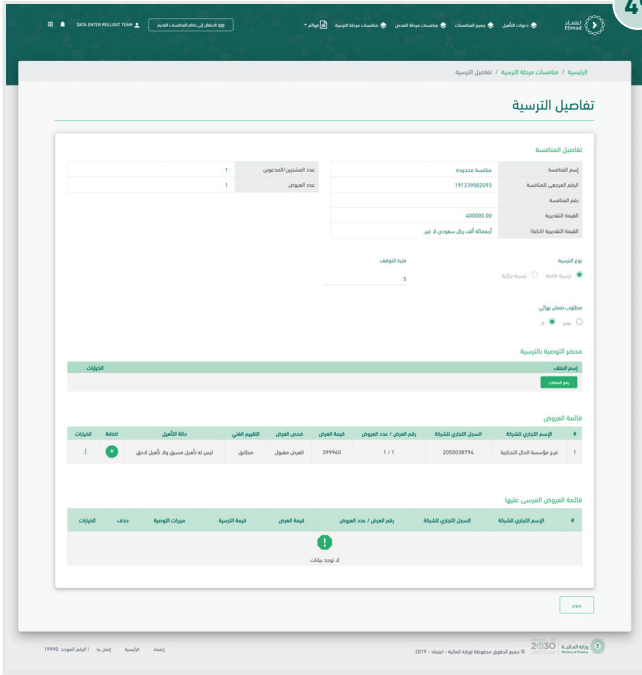 49
اعتماد
Etimad
دعوات التأهيل
جميع المنافسات
منافسات مرحلة الفحص
منافسات مرحلة الترسية
قوائم
الانتقال إلى نظام المنافسات القديم
DATA ENTER ROLLOUT TEAM
الرئيسية / منافسات مرحلة الترسية / تفاصيل الترسية
تفاصيل الترسية
تفاصيل المنافسة
إسم المنافسة منافسة محدودة
الرقم المرجعي للمنافسة 191239002093
رقم المنافسة
القيمة التقديرية 400000.00
القيمة التقديرية (كتابة) أربعمائة ألف ريال سعودي لا غير.
عدد المشترين/المدعوين 1
عدد العروض 1
نوع الترسية
ترسية كاملة ترسية جزئية
فترة التوقف
5
مطلوب ضمان نهائي
نعم لا
محضر التوصية بالترسية
إسم الملف الخيارات
رفع الملفات
قائمة العروض
# الإسم التجاري للشركة السجل التجاري للشركة رقم العرض / عدد العروض قيمة العرض فحص العرض التقييم الفني حالة التأهيل اضافة الخيارات
1 فرع مؤسسة الجال التجارية 2050038794 1 / 1 399960 العرض مقبول مطابق ليس له تأهيل مسبق ولا تأهيل لاحق
قائمة العروض المرسى عليها
# الإسم التجاري للشركة السجل التجاري للشركة رقم العرض / عدد العروض قيمة العرض قيمة الترسية مبررات التوصية حذف الخيارات
لا توجد بيانات
رجوع
وزارة المالية
Ministry of Finance
2030
© جميع الحقوق محفوظة لوزارة المالية - اعتماد - 2019
إعتماد الرئيسية إتصل بنا | الرقم الموحد 19990